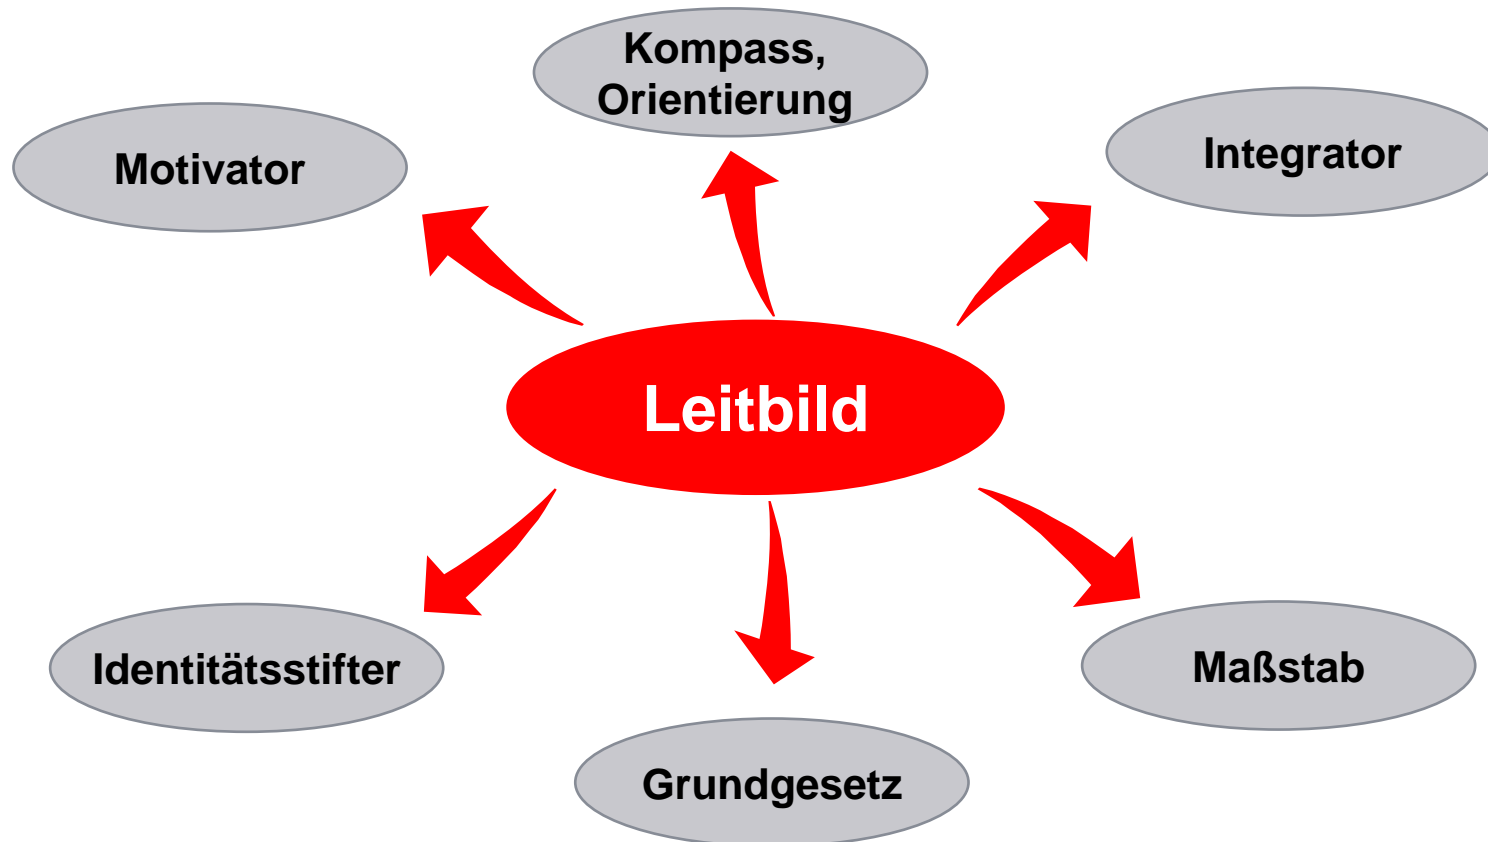 Kompass,
Orientierung
Motivator
Integrator
Leitbild
Identitätsstifter
Maßstab
Grundgesetz